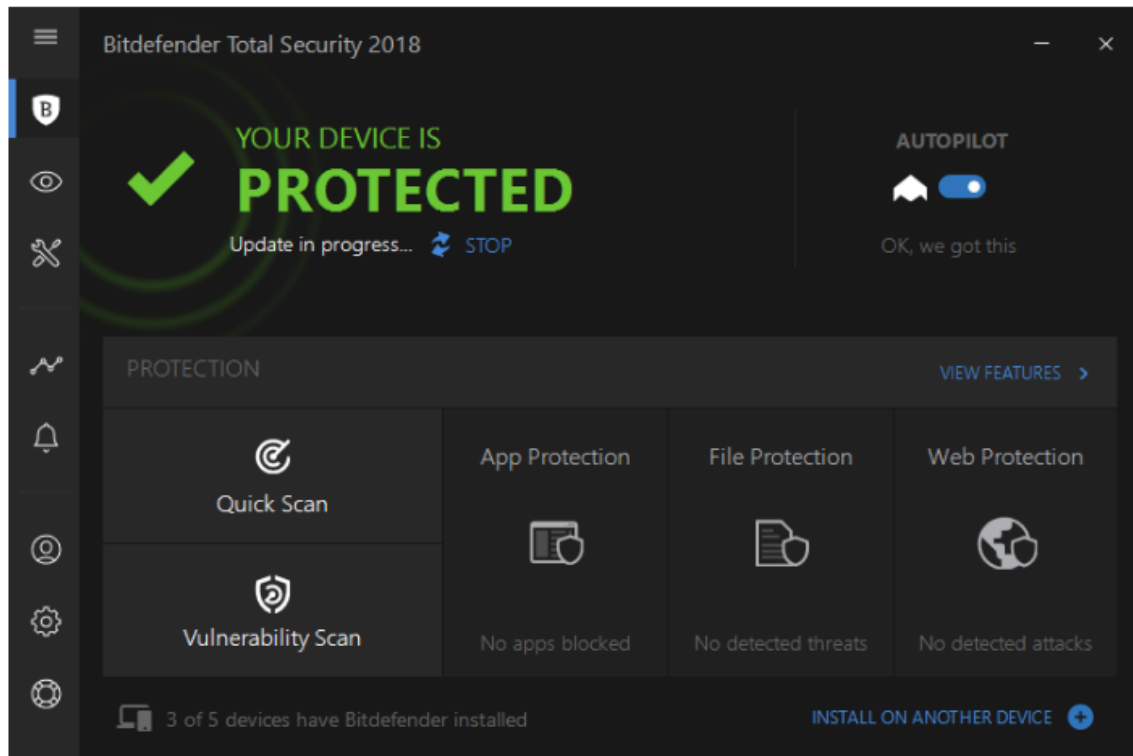 Bitdefender Total Security 2018
YOUR DEVICE IS
PROTECTED
Update in progress... STOP
AUTOPILOT
OK, we got this
PROTECTION
VIEW FEATURES
Quick Scan
Vulnerability Scan
App Protection
No apps blocked
File Protection
No detected threats
Web Protection
No detected attacks
3 of 5 devices have Bitdefender installed
INSTALL ON ANOTHER DEVICE